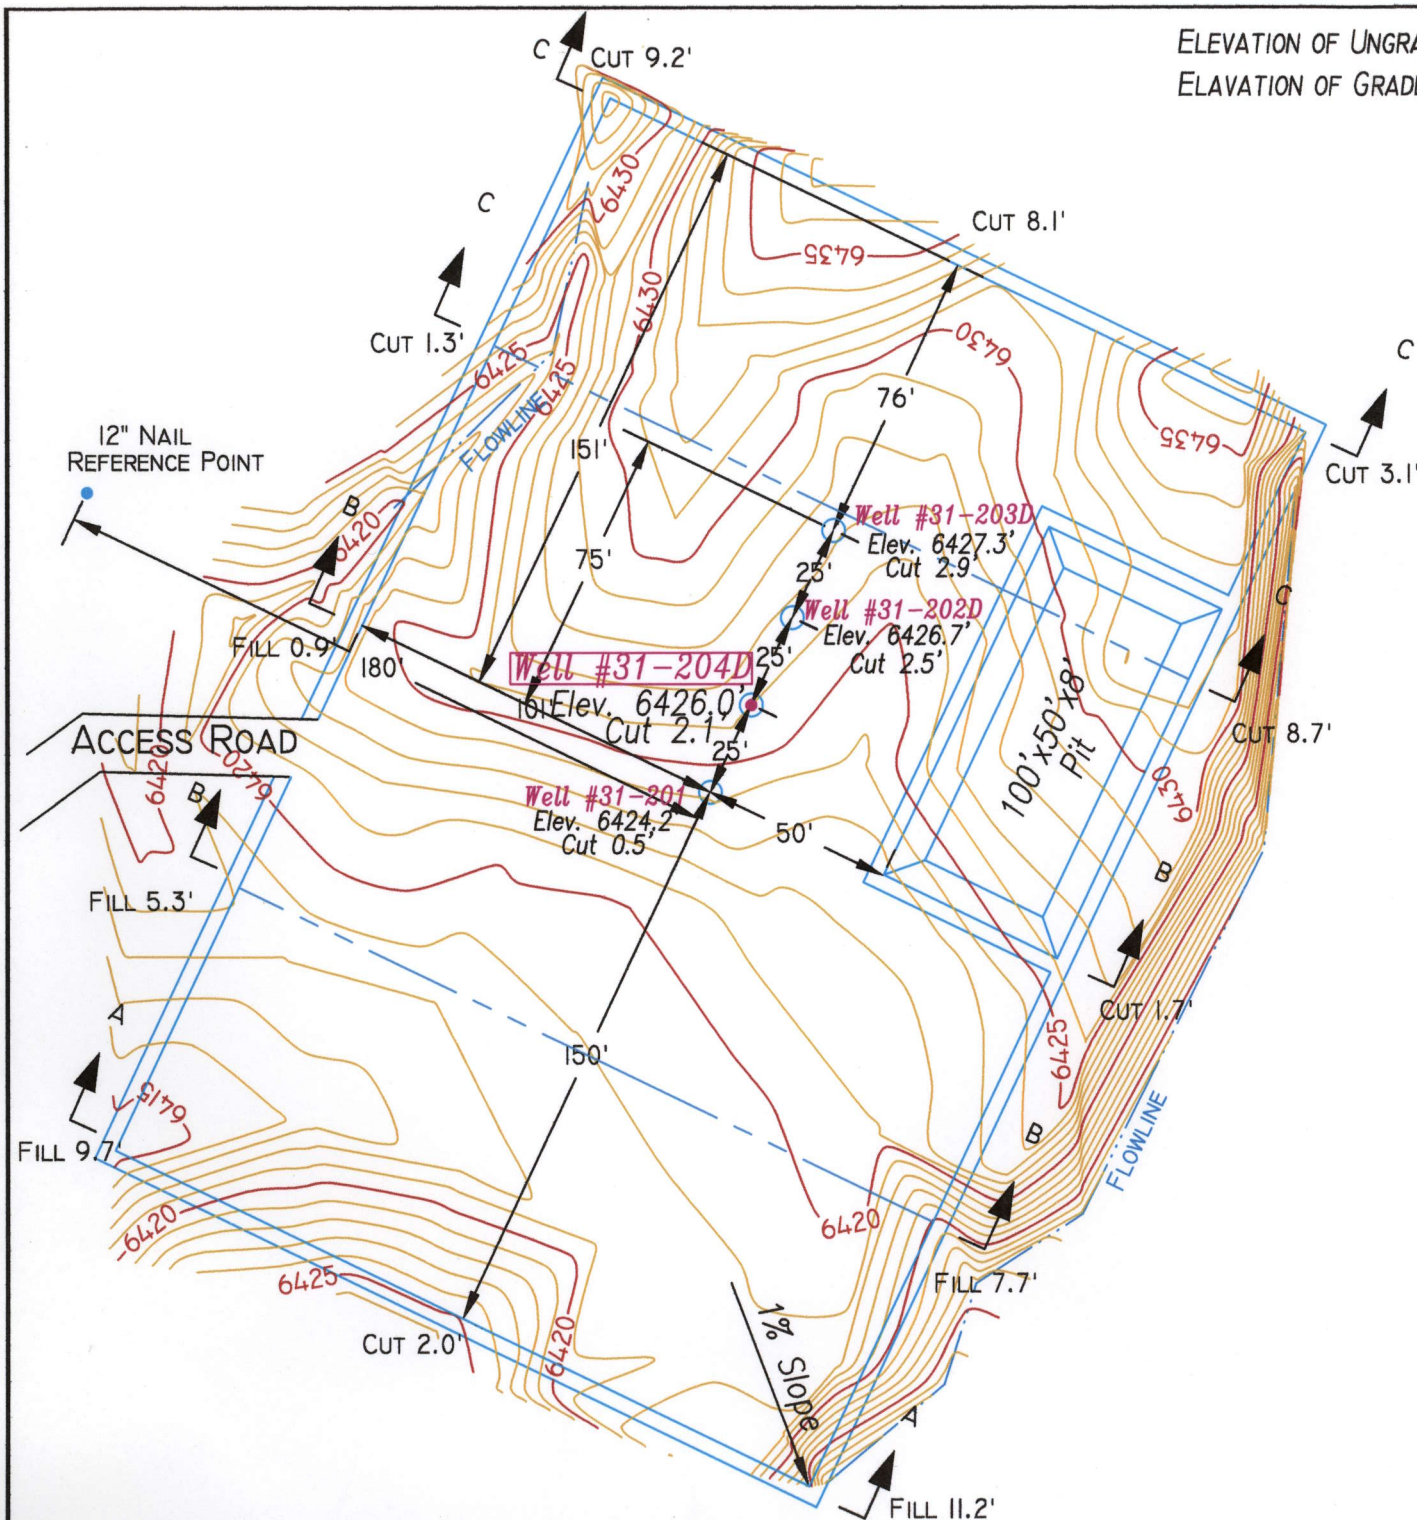 ELEVATION OF UNGRA
ELAVATION OF GRAD
C
CUT 9.2'
6430
C
CUT 8.1'
6435
6430
CUT 1.3'
6425
6425
FLOWLINE
6430
C
76'
6435
CUT 3.1'
12" NAIL
REFERENCE POINT
151'
B
6420
75'
Well #31-203D
Elev. 6427.3'
Cut 2.9'
25'
Well #31-202D
Elev. 6426.7'
Cut 2.5'
25'
C
FILL 0.9'
180'
Well #31-204D
Elev. 6426.0'
Cut 2.1'
101'
25'
100'x50'x8'
Pit
CUT 8.7'
ACCESS ROAD
6420
6420
6430
B
Well #31-201
Elev. 6424.2'
Cut 0.5'
50'
B
FILL 5.3'
A
CUT 1.7'
6425
150'
6415
B
FLOWLINE
FILL 9.7'
6420
6420
6425
FILL 7.7'
CUT 2.0'
6420
1% Slope
A
FILL 11.2'